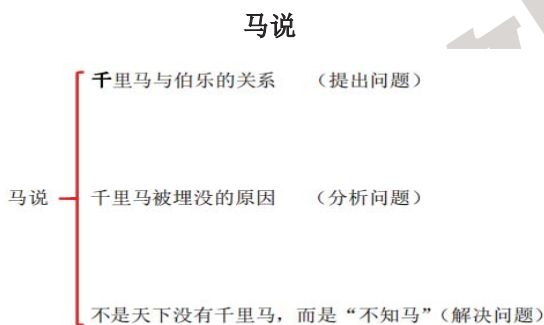 马说
千里马与伯乐的关系 （提出问题）
马说
千里马被埋没的原因 （分析问题）
不是天下没有千里马，而是“不知马”（解决问题）